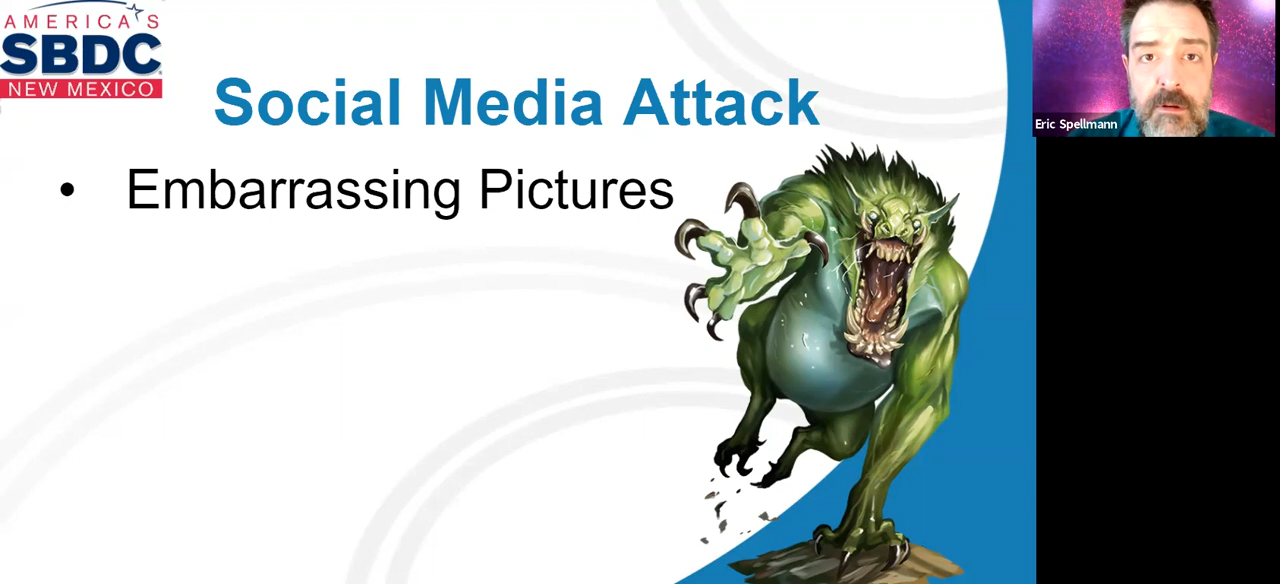 AMERICA'S
SBDC
NEW MEXICO
Social Media Attack
• Embarrassing Pictures
Eric Spellmann